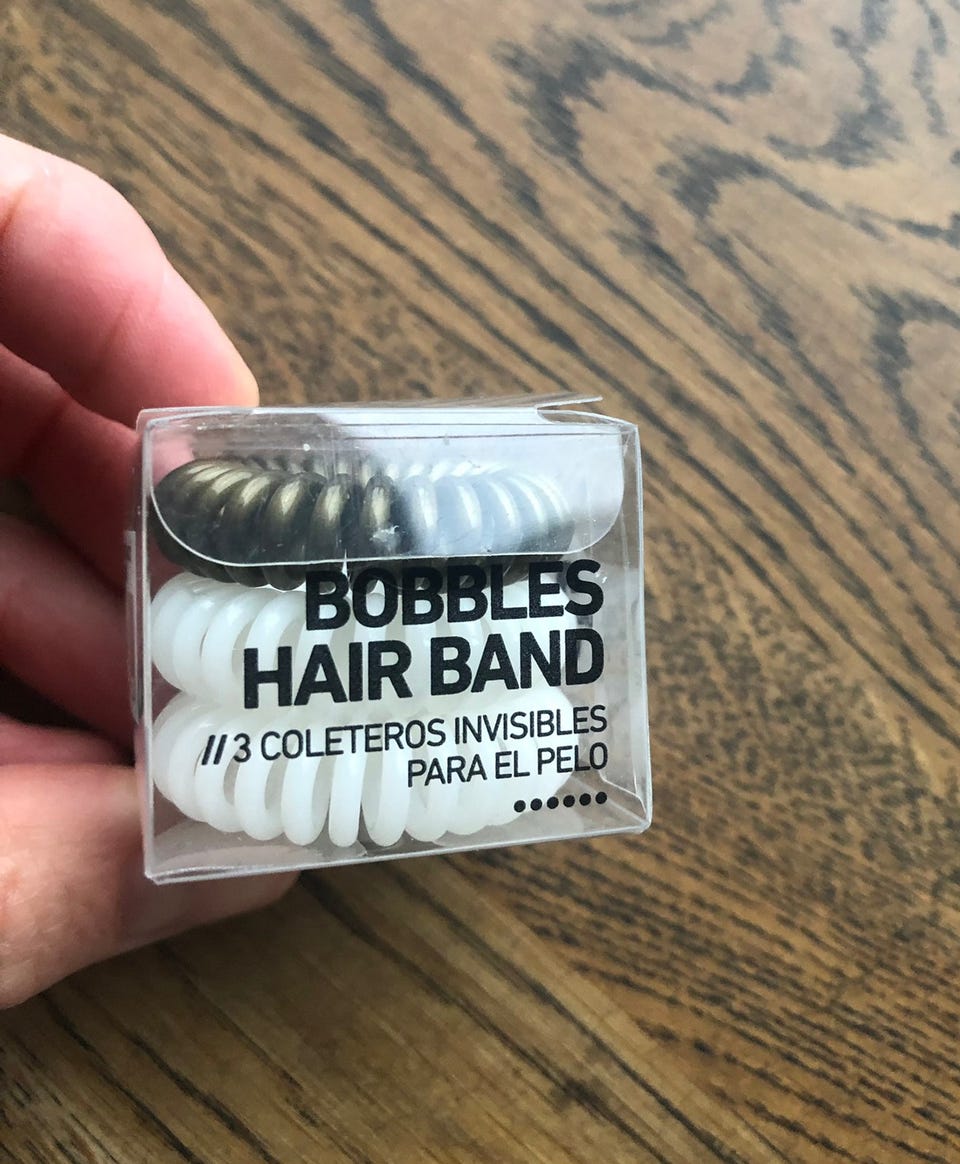 BOBBLES
HAIR BAND
//3 COLETEROS INVISIBLES
PARA EL PELO